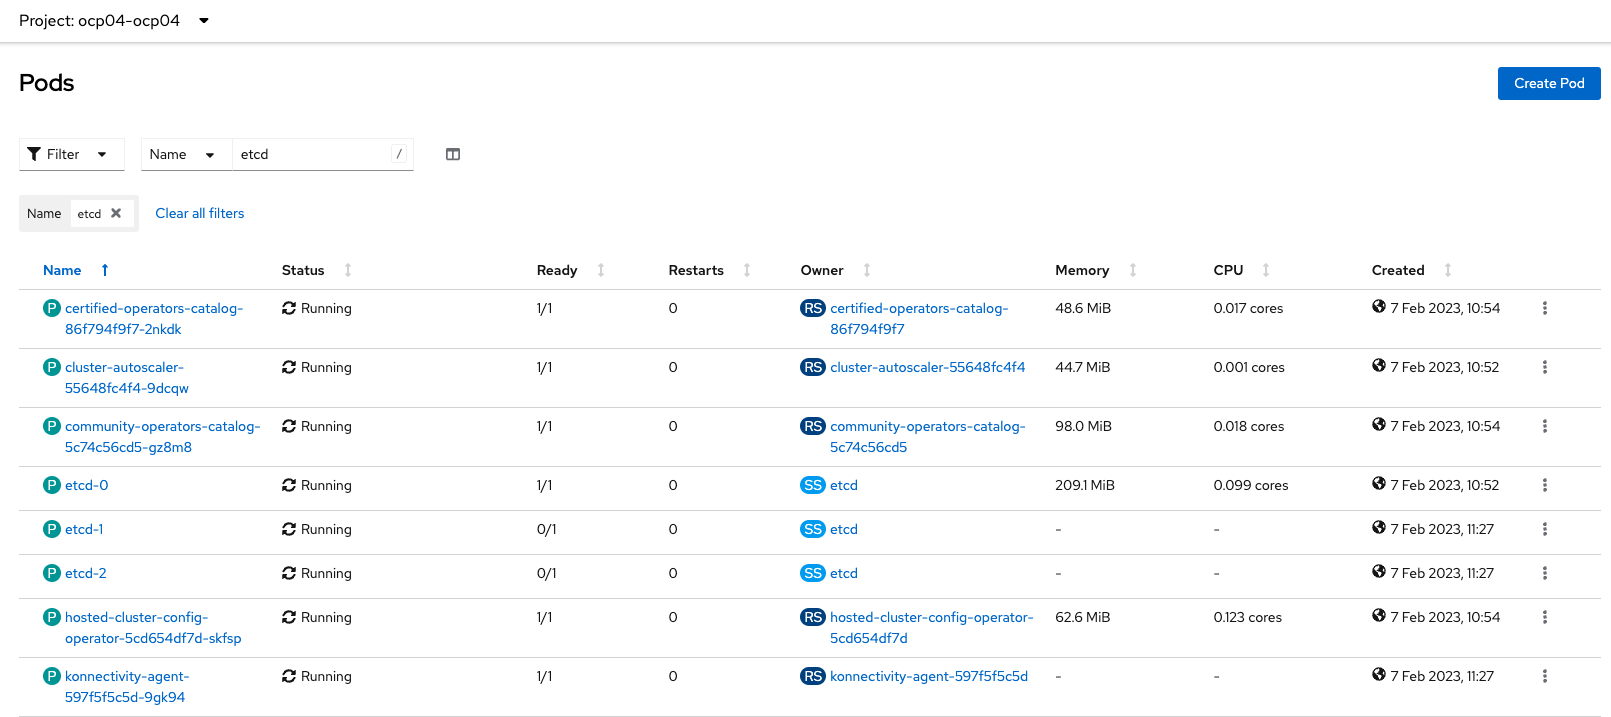 Project: ocp04-ocp04
Pods
Create Pod
Filter Name etcd /
Name etcd Clear all filters
Name Status Ready Restarts Owner Memory CPU Created
P certified-operators-catalog- Running 1/1 0 RS certified-operators-catalog- 48.6 MiB 0.017 cores 7 Feb 2023, 10:54
86f794f9f7-2nkdk 86f794f9f7
P cluster-autoscaler- Running 1/1 0 RS cluster-autoscaler-55648fc4f4 44.7 MiB 0.001 cores 7 Feb 2023, 10:52
55648fc4f4-9dcqw
P community-operators-catalog- Running 1/1 0 RS community-operators-catalog- 98.0 MiB 0.018 cores 7 Feb 2023, 10:54
5c74c56cd5-gz8m8 5c74c56cd5
P etcd-0 Running 1/1 0 SS etcd 209.1 MiB 0.099 cores 7 Feb 2023, 10:52
P etcd-1 Running 0/1 0 SS etcd - - 7 Feb 2023, 11:27
P etcd-2 Running 0/1 0 SS etcd - - 7 Feb 2023, 11:27
P hosted-cluster-config- Running 1/1 0 RS hosted-cluster-config-operator- 62.6 MiB 0.123 cores 7 Feb 2023, 10:54
operator-5cd654df7d-skfsp 5cd654df7d
P konnectivity-agent- Running 1/1 0 RS konnectivity-agent-597f5f5c5d - - 7 Feb 2023, 11:27
597f5f5c5d-9gk94